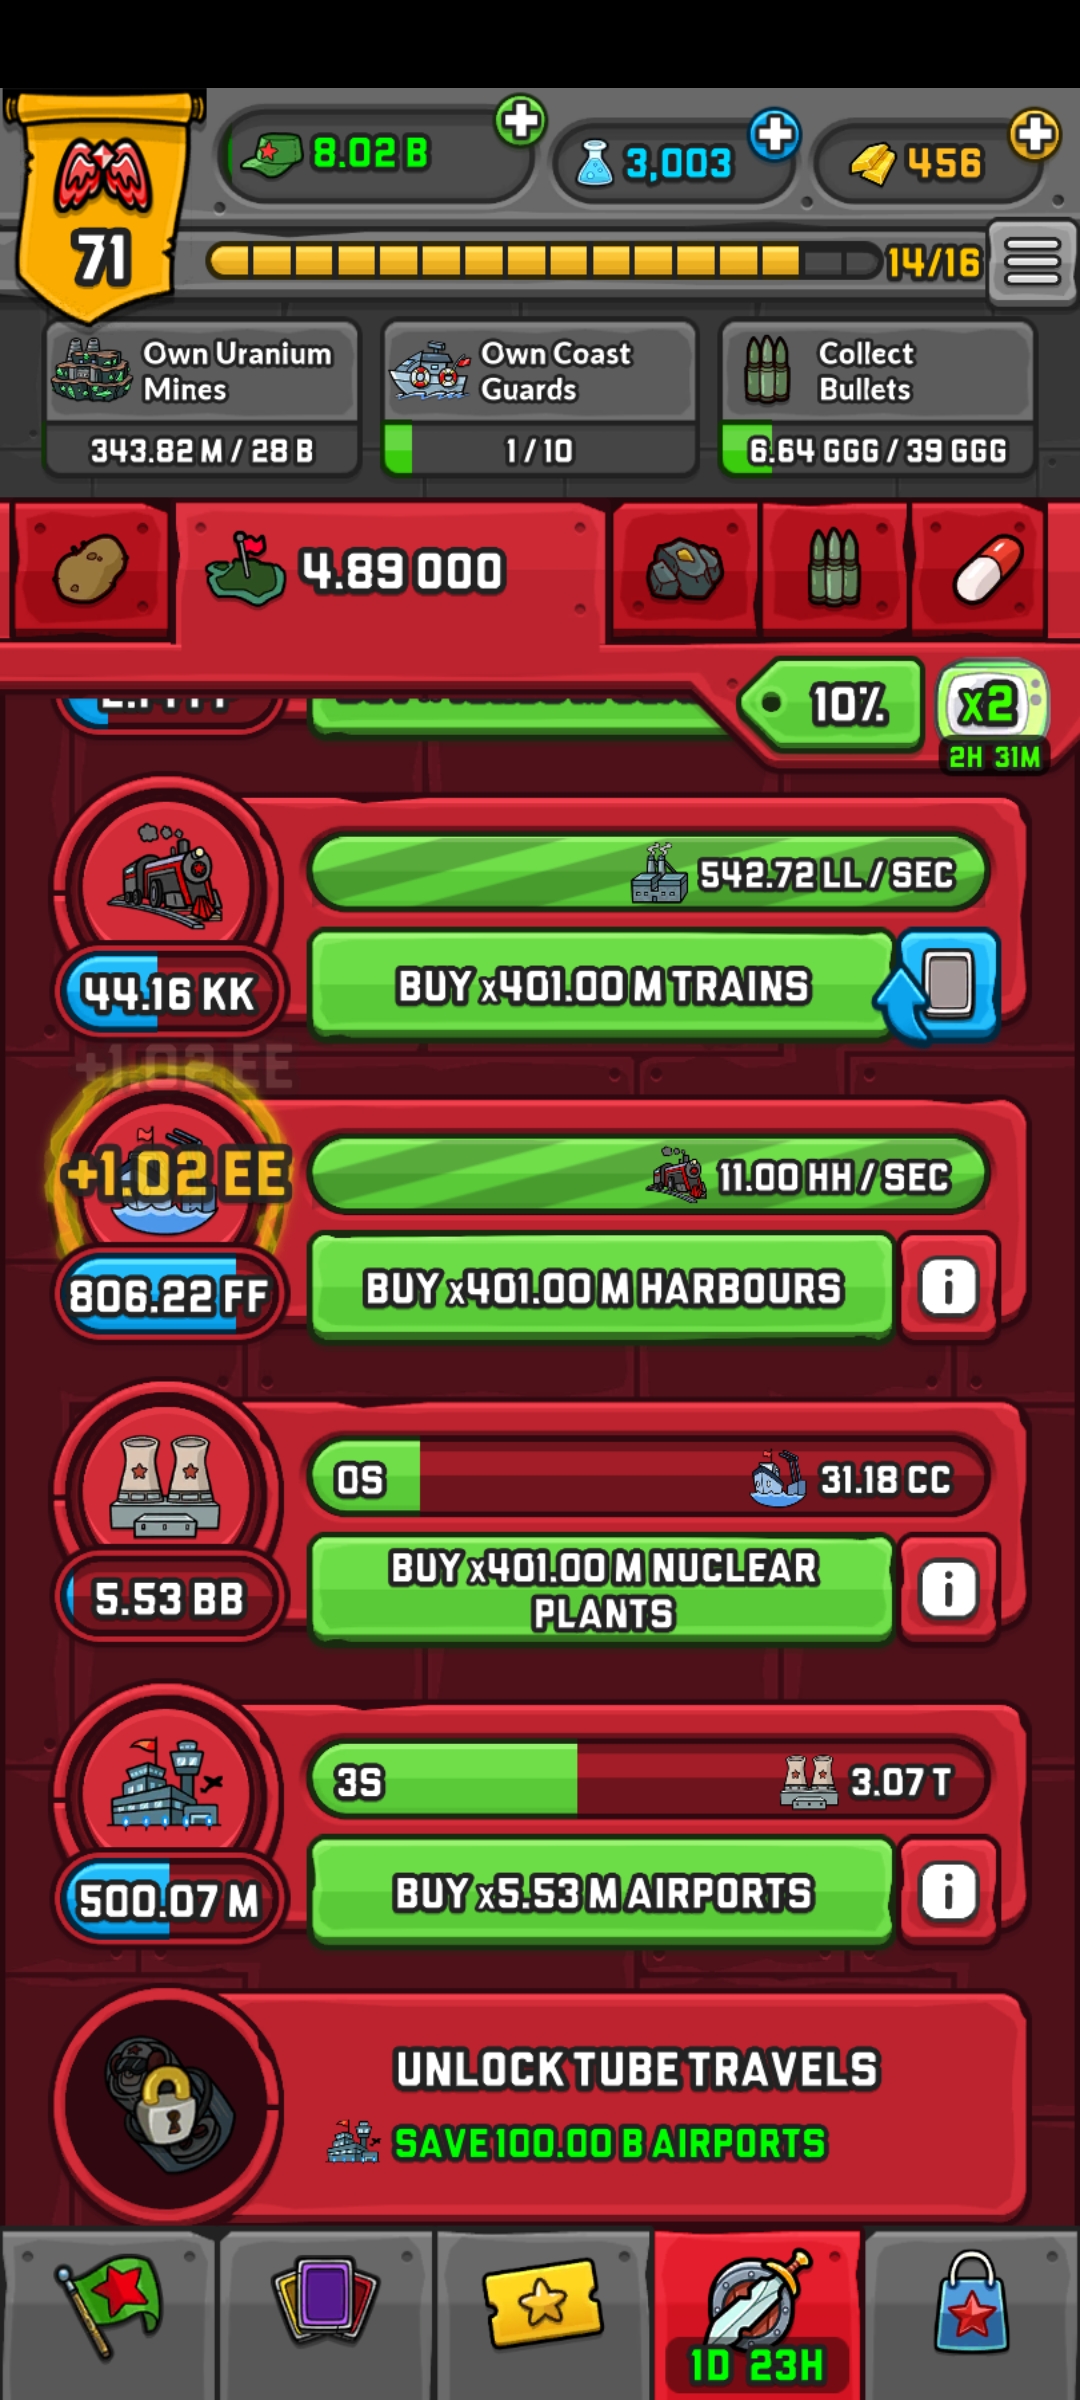 8.02 B
3,003
456
71
14/16
Own Uranium
Mines
343.82 M / 28 B
Own Coast
Guards
1 / 10
Collect
Bullets
6.64 GGG / 39 GGG
4.89 OOO
10%
x2
2H 31M
542.72 LL / SEC
BUY x401.00 M TRAINS
44.16 KK
+1.02 EE
+1.02 EE
11.00 HH / SEC
BUY x401.00 M HARBOURS
806.22 FF
i
0S
31.18 CC
BUY x401.00 M NUCLEAR
PLANTS
5.53 BB
i
3S
3.07 T
BUY x5.53 M AIRPORTS
500.07 M
i
UNLOCK TUBE TRAVELS
SAVE 100.00 B AIRPORTS
1D 23H